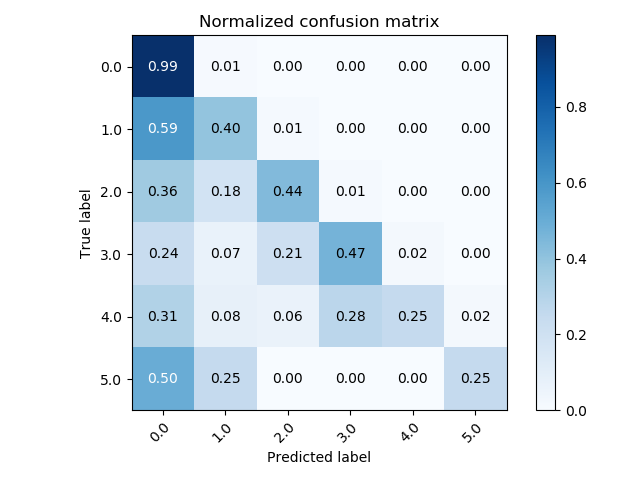 Normalized confusion matrix
True label
0.0 0.99 0.01 0.00 0.00 0.00 0.00
1.0 0.59 0.40 0.01 0.00 0.00 0.00
2.0 0.36 0.18 0.44 0.01 0.00 0.00
3.0 0.24 0.07 0.21 0.47 0.02 0.00
4.0 0.31 0.08 0.06 0.28 0.25 0.02
5.0 0.50 0.25 0.00 0.00 0.00 0.25
0.0 1.0 2.0 3.0 4.0 5.0
Predicted label
0.8
0.6
0.4
0.2
0.0